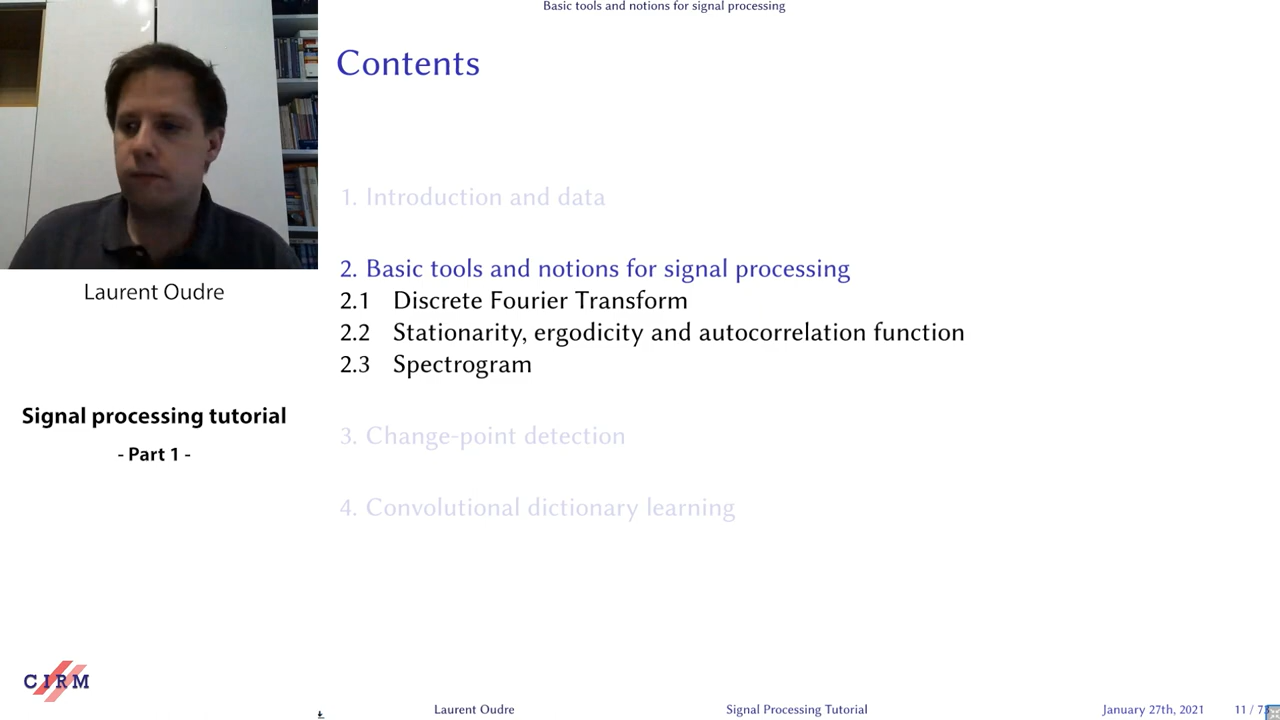 Basic tools and notions for signal processing
Contents
1. Introduction and data
2. Basic tools and notions for signal processing
2.1 Discrete Fourier Transform
2.2 Stationarity, ergodicity and autocorrelation function
2.3 Spectrogram
3. Change-point detection
4. Convolutional dictionary learning
Laurent Oudre
Signal processing tutorial
- Part 1 -
CIRM
Laurent Oudre
Signal Processing Tutorial
January 27th, 2021
11 /